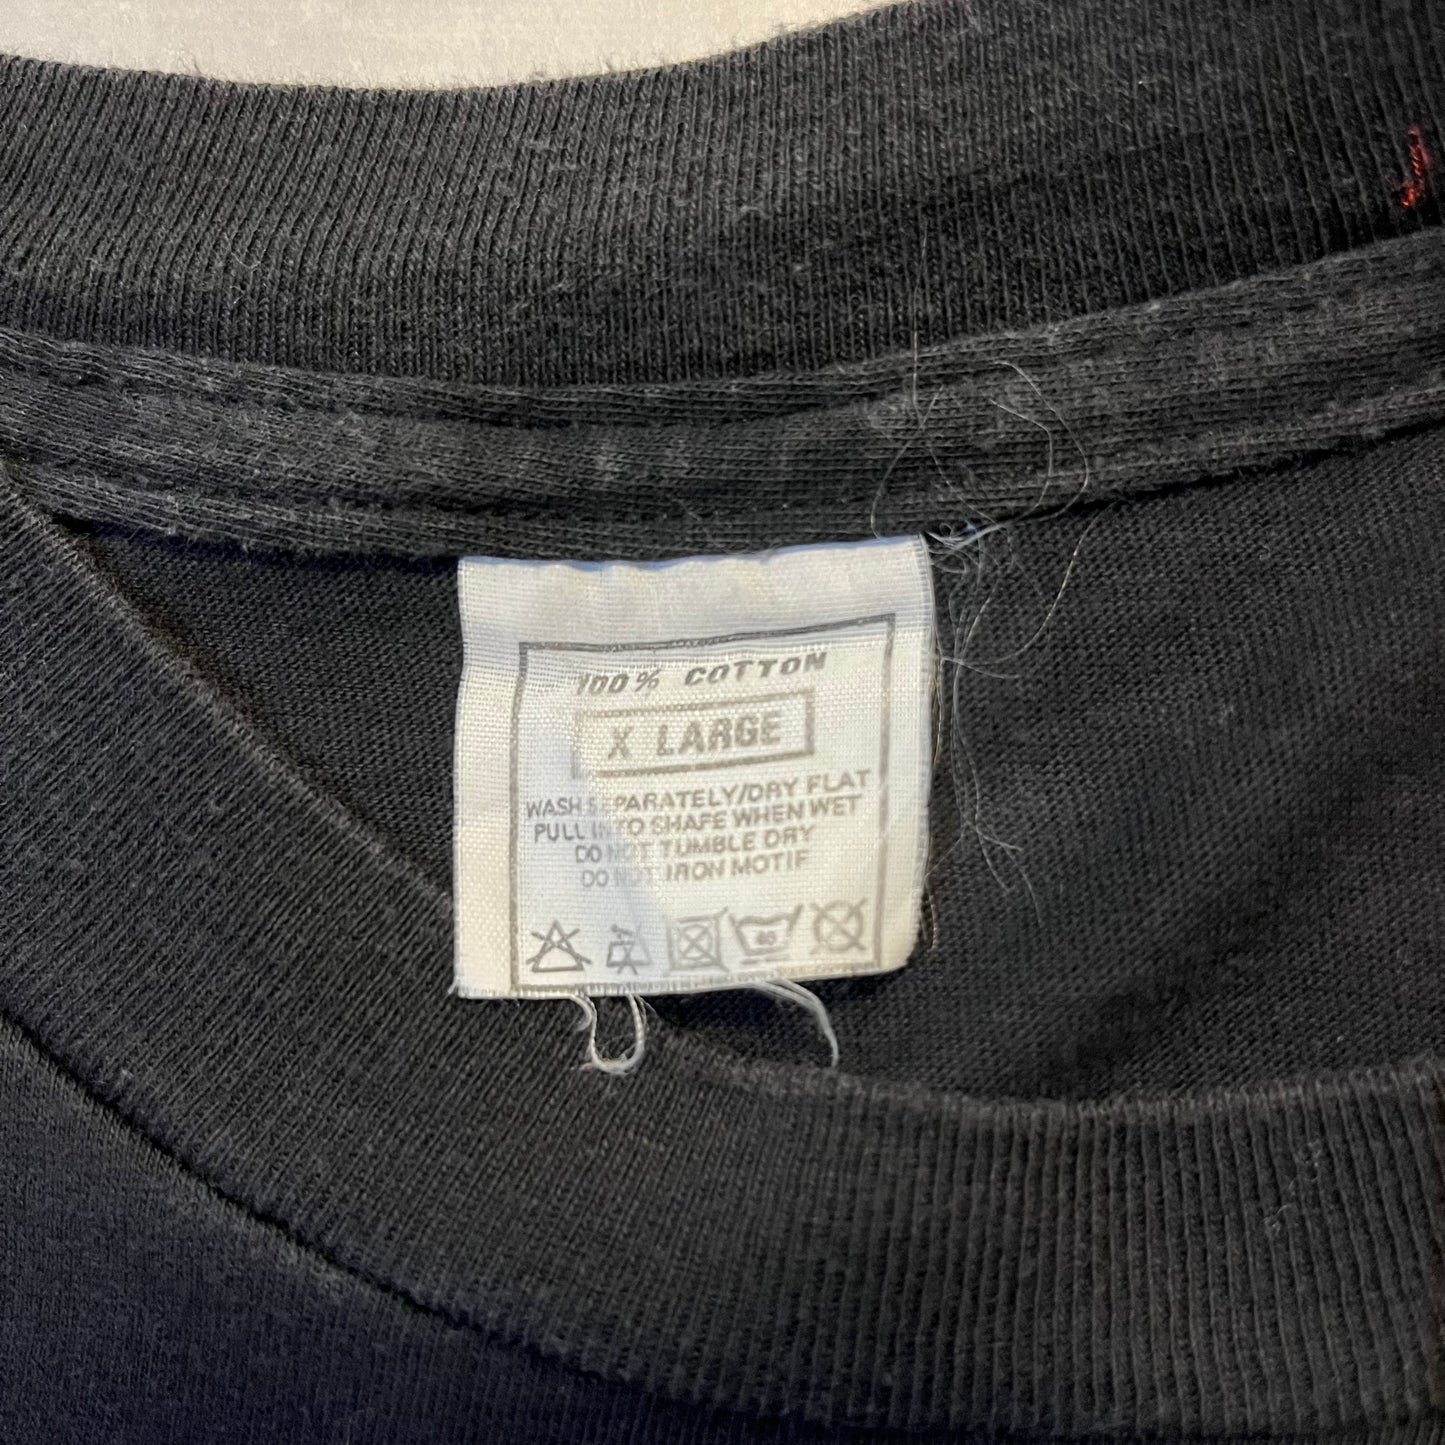 100% COTTON
X LARGE
WASH SEPARATELY/DRY FLAT
PULL INTO SHAPE WHEN WET
DO NOT TUMBLE DRY
DO NOT IRON MOTIF
40